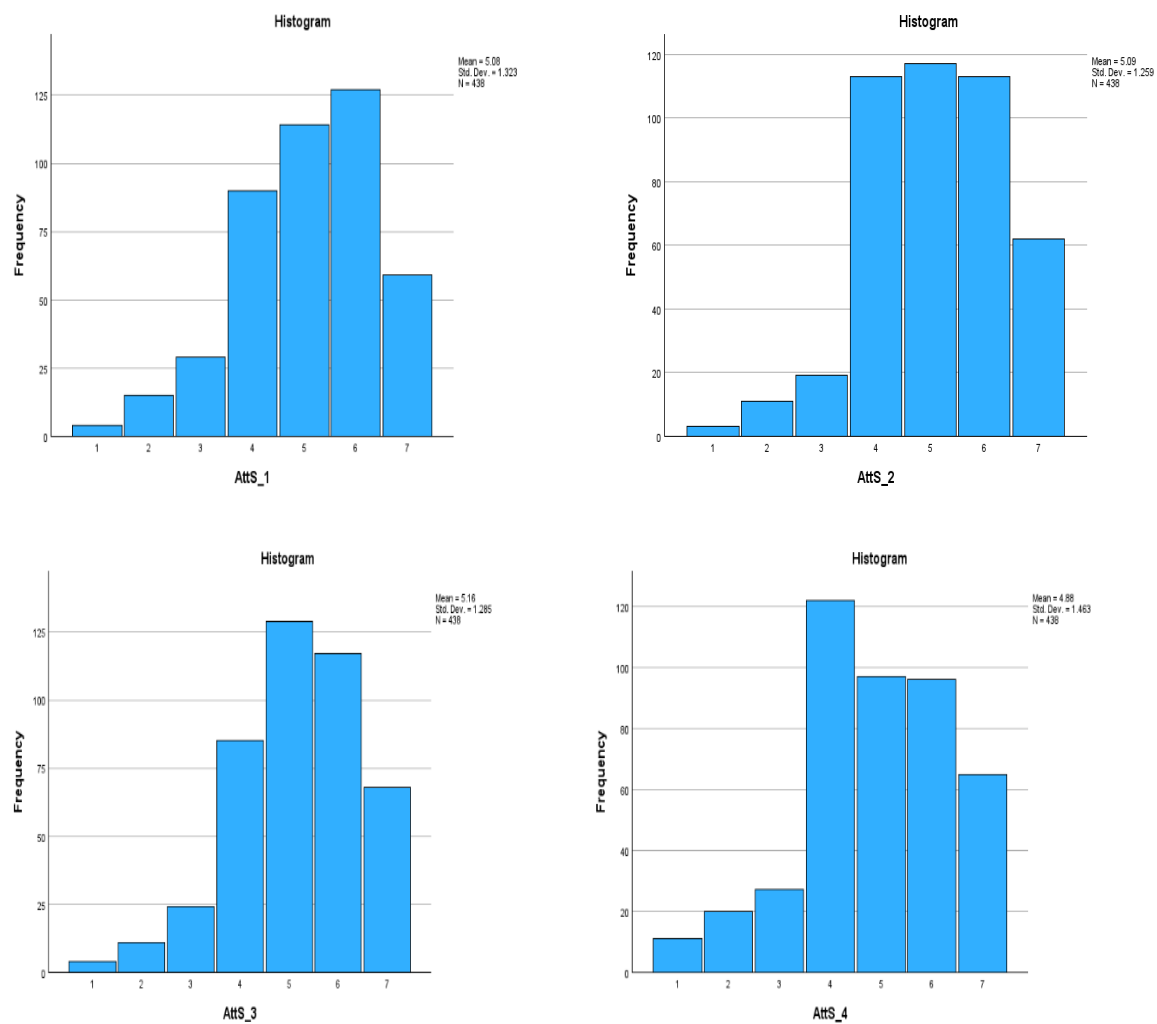 Histogram
Mean = 5.08
Std. Dev. = 1.323
N = 438
125
100
75
50
25
0
Frequency
1 2 3 4 5 6 7
AttS_1
Histogram
Mean = 5.09
Std. Dev. = 1.259
N = 438
120
100
80
60
40
20
0
Frequency
1 2 3 4 5 6 7
AttS_2
Histogram
Mean = 5.16
Std. Dev. = 1.285
N = 438
125
100
75
50
25
0
Frequency
1 2 3 4 5 6 7
AttS_3
Histogram
Mean = 4.88
Std. Dev. = 1.463
N = 438
120
100
80
60
40
20
0
Frequency
1 2 3 4 5 6 7
AttS_4